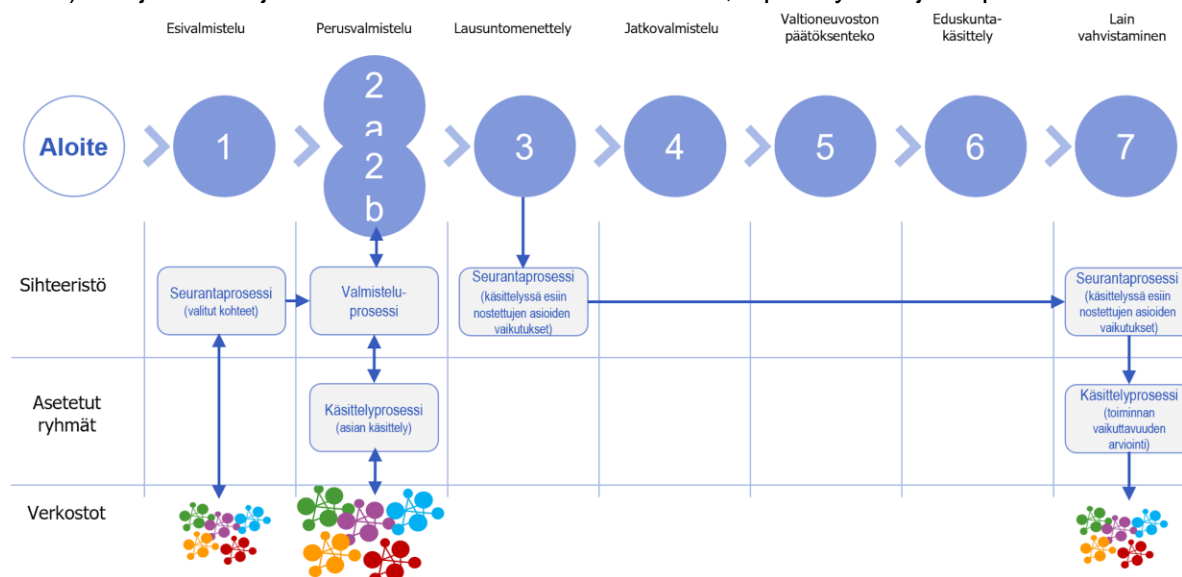 Esivalmistelu
Perusvalmistelu
Lausuntomenettely
Jatkovalmistelu
Valtioneuvoston
päätöksenteko
Eduskunta-
käsittely
Lain
vahvistaminen
Aloite
1
2
a
2
b
3
4
5
6
7
Sihteeristö
Seurantaprosessi
(valitut kohteet)
Valmistelu-
prosessi
Seurantaprosessi
(käsittelyssä esiin
nostettujen asioiden
vaikutukset)
Seurantaprosessi
(käsittelyssä esiin
nostettujen asioiden
vaikutukset)
Asetetut
ryhmät
Käsittelyprosessi
(asian käsittely)
Käsittelyprosessi
(toiminnan
vaikuttavuuden
arviointi)
Verkostot